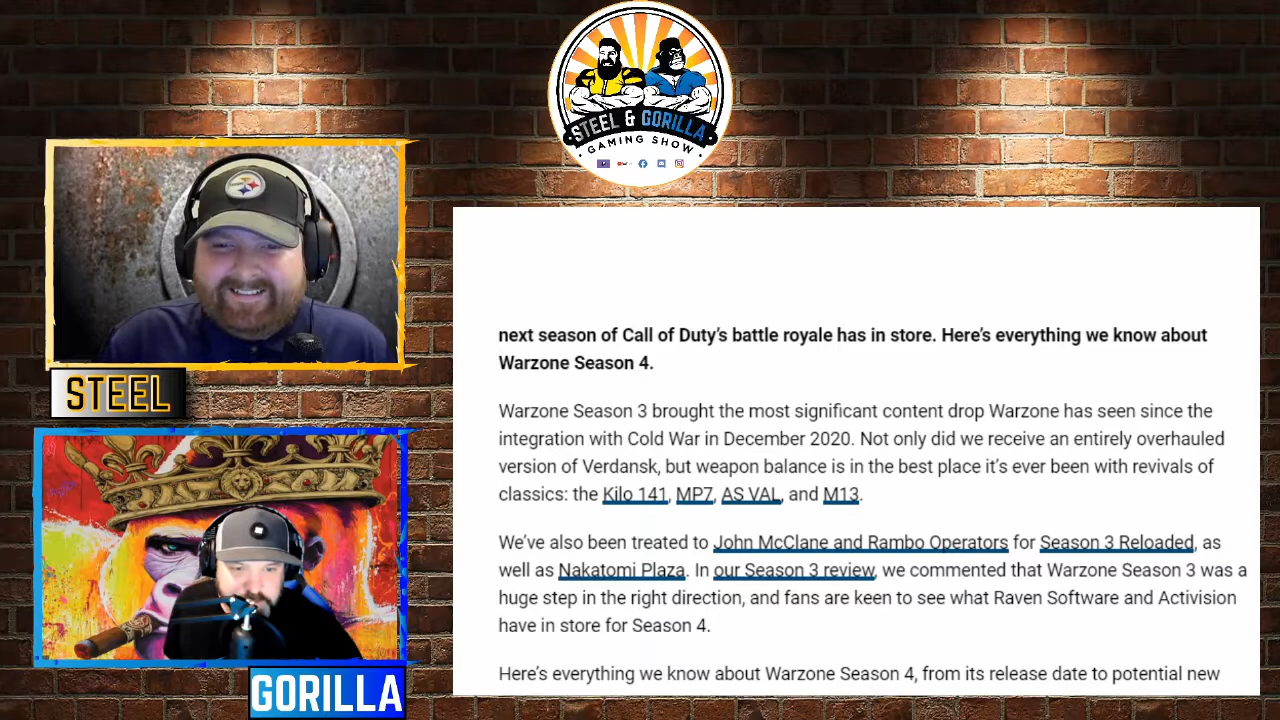 STEEL & GORILLA
GAMING SHOW
STEEL
GORILLA
next season of Call of Duty's battle royale has in store. Here's everything we know about
Warzone Season 4.
Warzone Season 3 brought the most significant content drop Warzone has seen since the
integration with Cold War in December 2020. Not only did we receive an entirely overhauled
version of Verdansk, but weapon balance is in the best place it's ever been with revivals of
classics: the Kilo 141, MP7, AS VAL, and M13.
We've also been treated to John McClane and Rambo Operators for Season 3 Reloaded, as
well as Nakatomi Plaza. In our Season 3 review, we commented that Warzone Season 3 was a
huge step in the right direction, and fans are keen to see what Raven Software and Activision
have in store for Season 4.
Here's everything we know about Warzone Season 4, from its release date to potential new